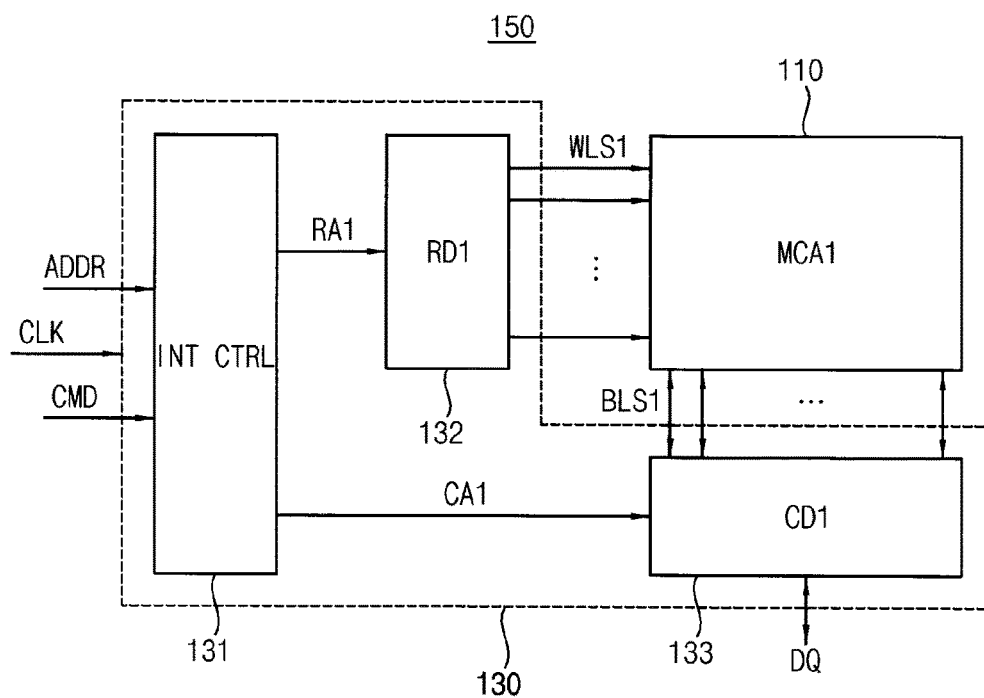 150
110
WLS1
RA1
RD1
MCA1
ADDR
CLK
INT CTRL
CMD
132
BLS1
...
CA1
CD1
131
130
133
DQ